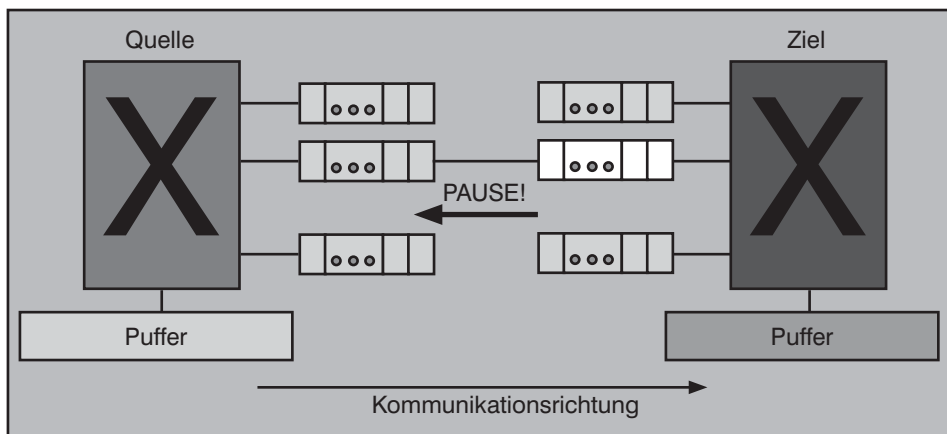 Quelle
Ziel
X
X
PAUSE!
Puffer
Puffer
Kommunikationsrichtung